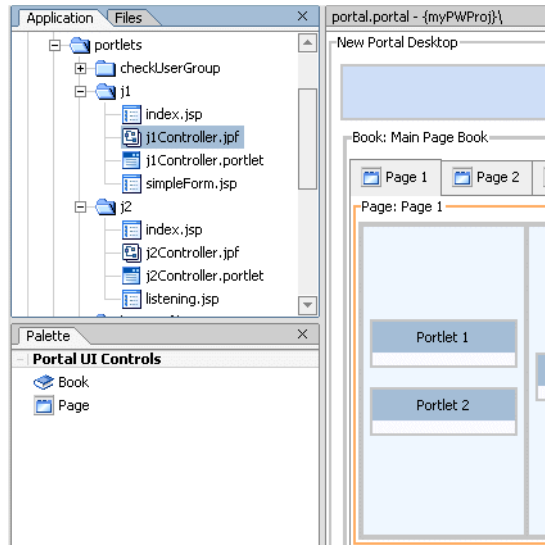 Application Files
portlets
checkUserGroup
j1
index.jsp
j1Controller.jpf
j1Controller.portlet
simpleForm.jsp
j2
index.jsp
j2Controller.jpf
j2Controller.portlet
listening.jsp
Palette
Portal UI Controls
Book
Page
portal.portal - {myPWProj}\
New Portal Desktop
Book: Main Page Book
Page 1 Page 2
Page: Page 1
Portlet 1
Portlet 2